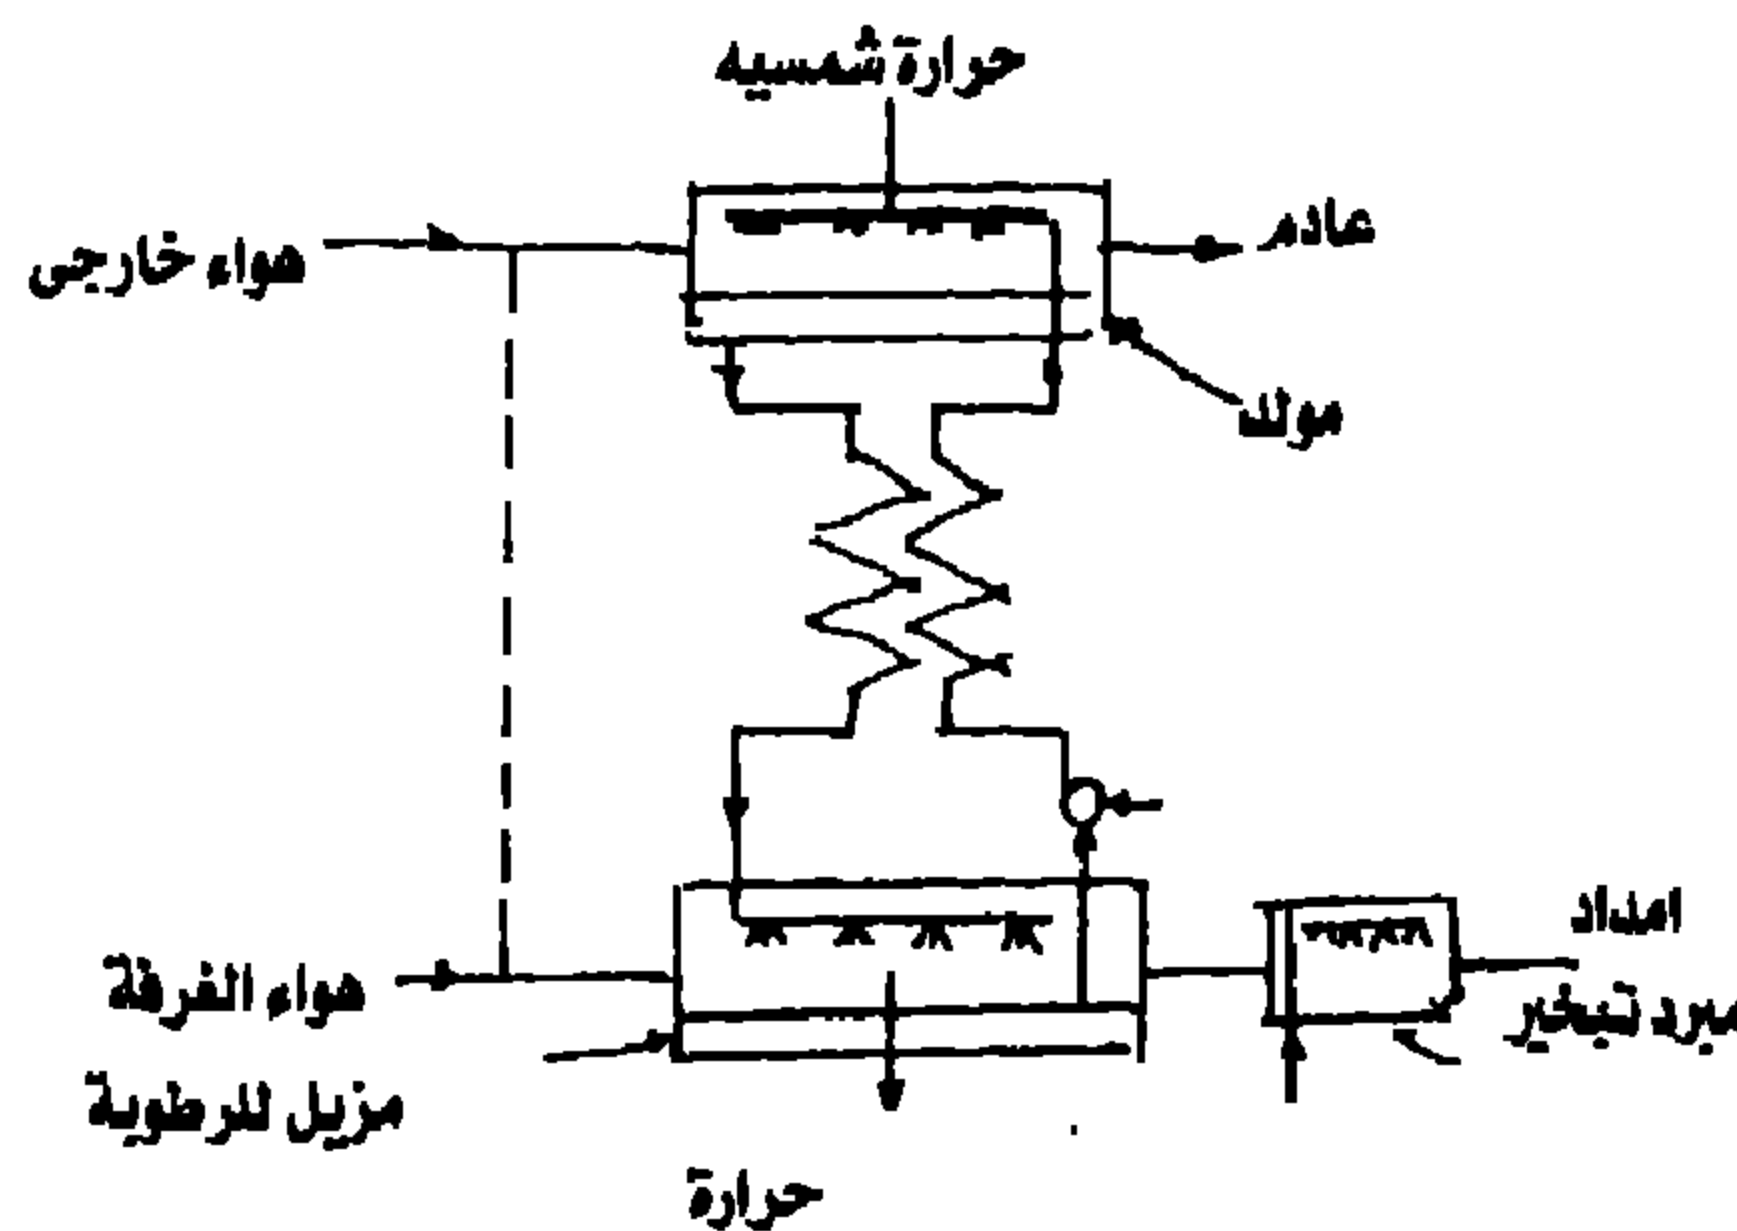 حرارة شمسيه
عادم
هواء خارجى
مولد
امداد
مبرد تبخير
هواء الغرفة
مزيل للرطوبة
حرارة